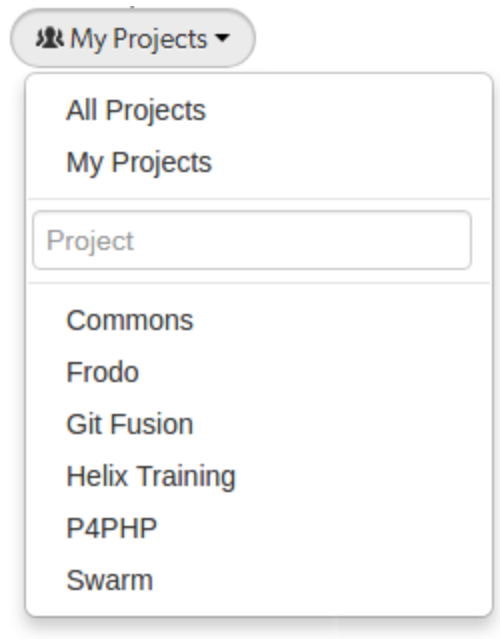 My Projects
All Projects
My Projects
Project
Commons
Frodo
Git Fusion
Helix Training
P4PHP
Swarm